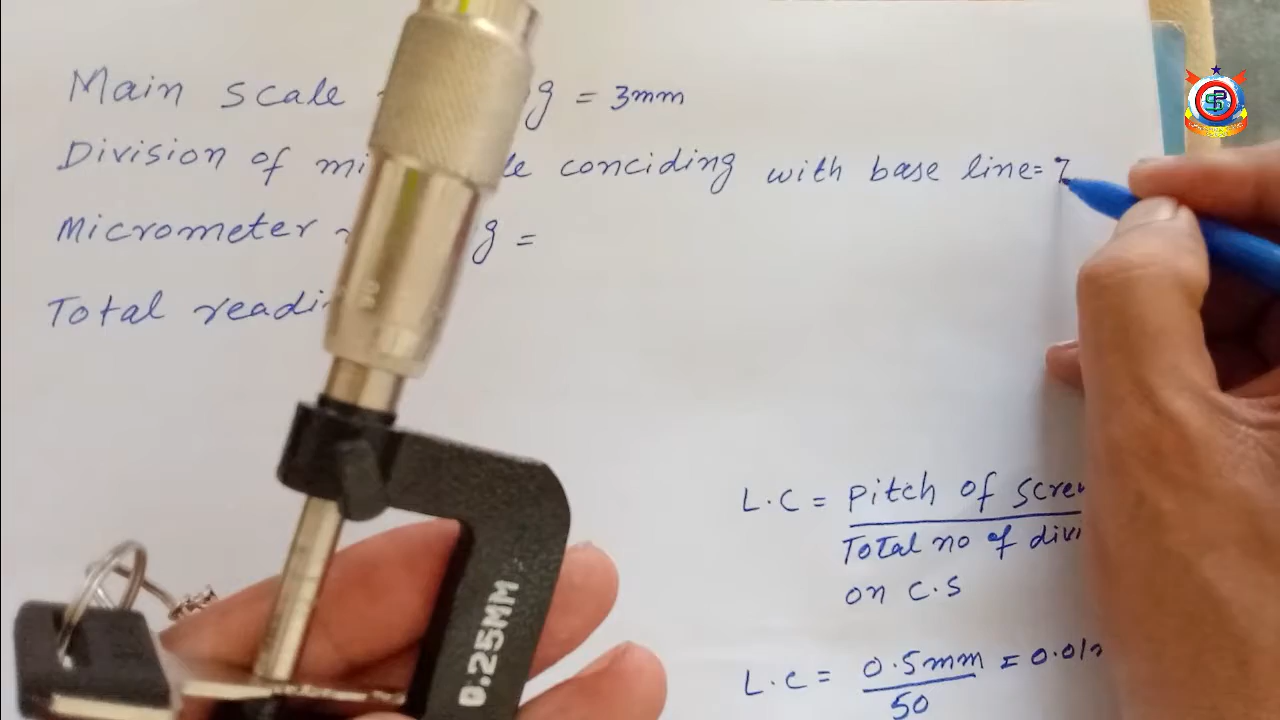 Main scale g = 3mm
Division of mi le conciding with base line= 7
Micrometer g =
Total readi
L.C = pitch of scre
Total no of divi
on C.S
L.C = 0.5mm = 0.01
50
0.25MM